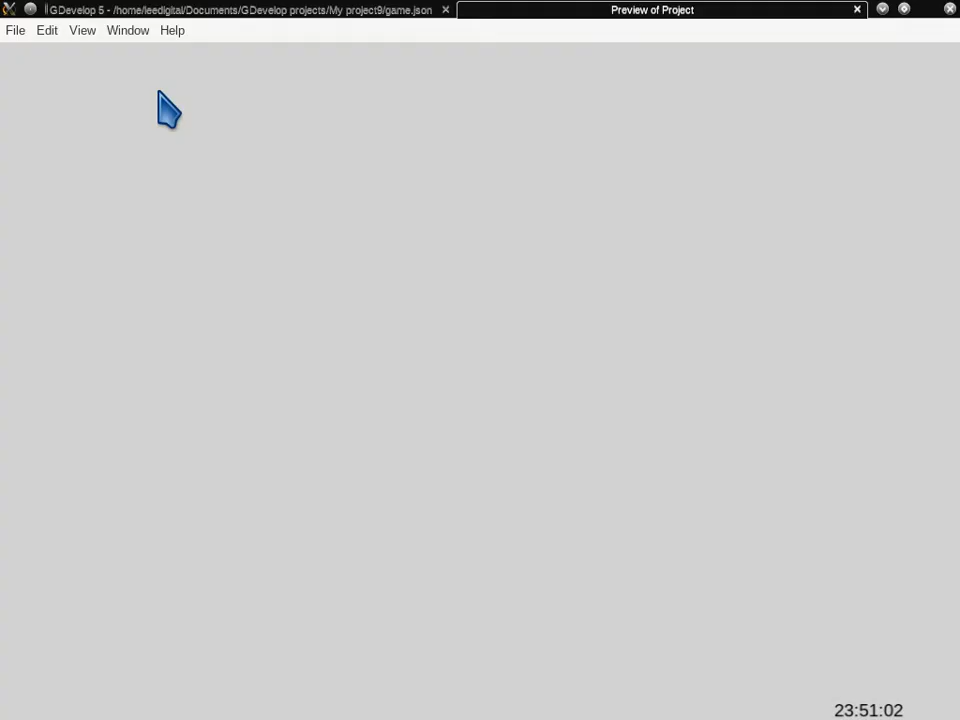 GDevelop 5 - /home/leedigital/Documents/GDevelop projects/My project9/game.json
Preview of Project
File Edit View Window Help
23:51:02